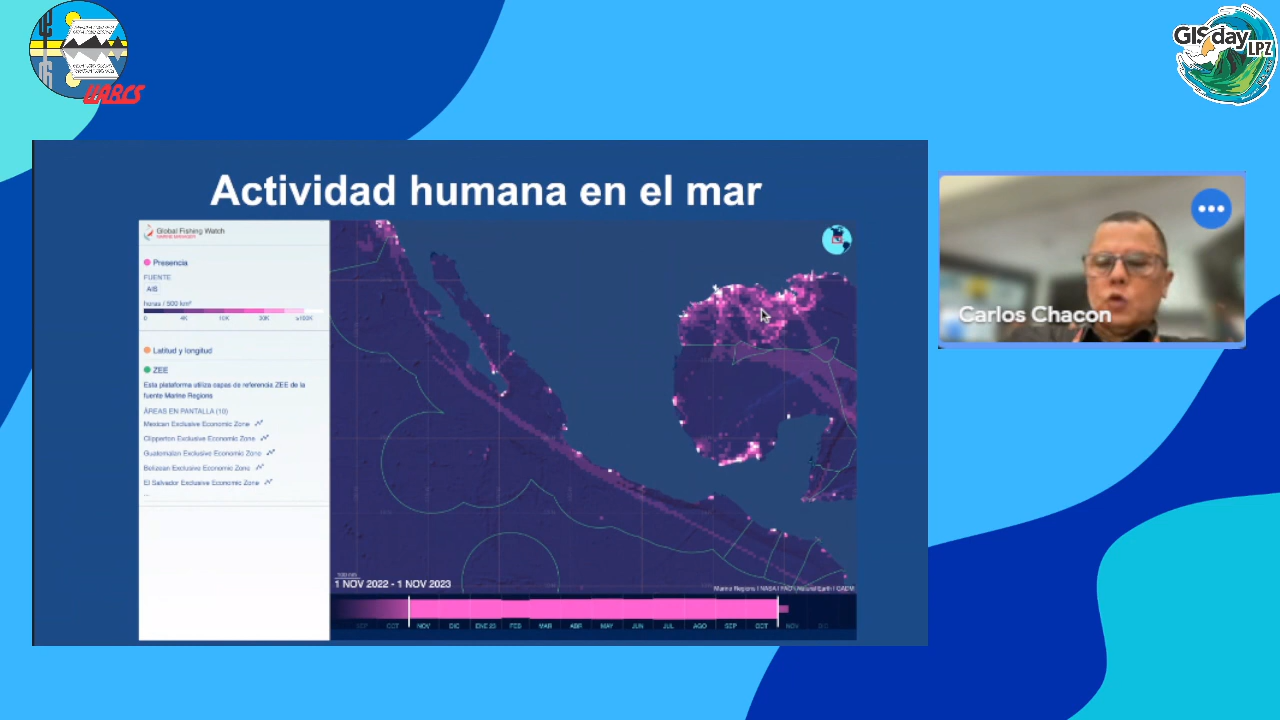 UABCS
GISday
LPZ
Actividad humana en el mar
Global Fishing Watch
Presencia
FUENTE
AIS
horas / 500 km²
0 4K 10K 20K ≥100K
Latitud y longitud
ZEE
Esta plataforma utiliza capas de referencia ZEE de la
fuente Marine Regions
ÁREAS EN PANTALLA (10)
Mexican Exclusive Economic Zone
Clipperton Exclusive Economic Zone
Guatemalan Exclusive Economic Zone
Belizean Exclusive Economic Zone
El Salvador Exclusive Economic Zone
...
1 NOV 2022 - 1 NOV 2023
Marine Regions | NASA | FAO | Natural Earth | GADM
SEP OCT NOV DIC ENE 23 FEB MAR ABR MAY JUN JUL AGO SEP OCT NOV DIC
Carlos Chacon